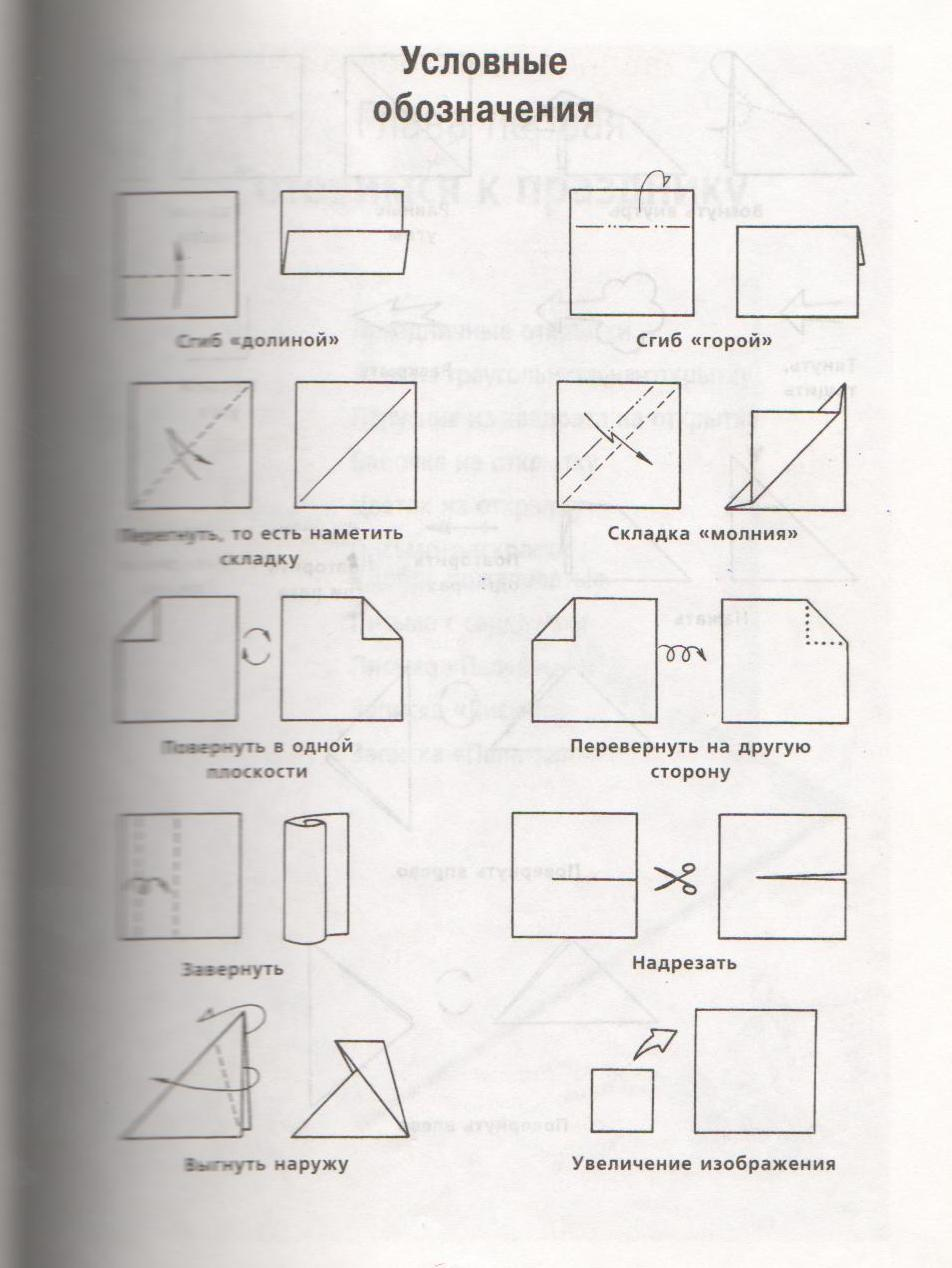 Условные
обозначения
Сгиб «долиной»
Сгиб «горой»
Перегнуть, то есть наметить
складку
Складка «молния»
Повернуть в одной
плоскости
Перевернуть на другую
сторону
Завернуть
Надрезать
Выгнуть наружу
Увеличение изображения